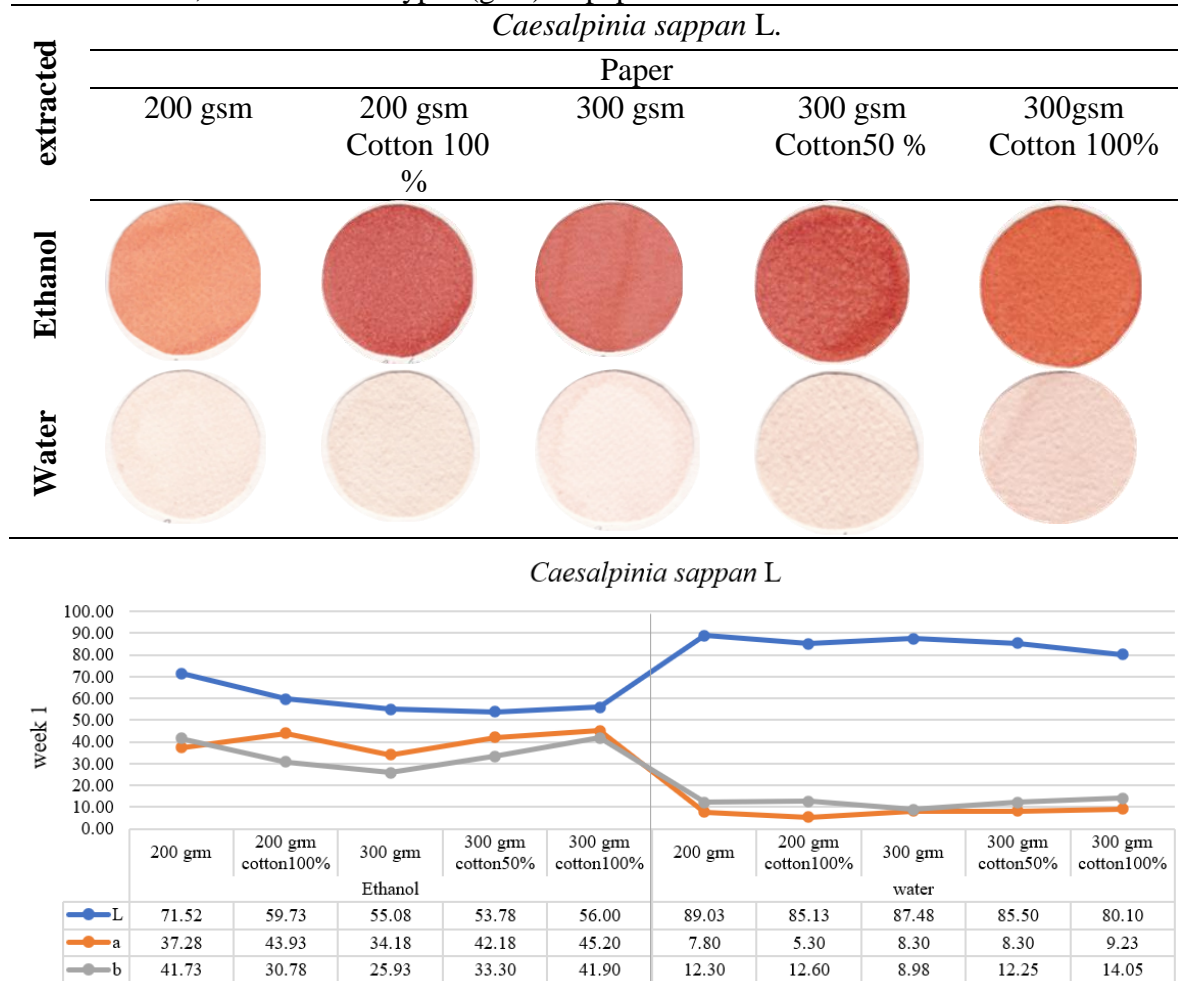 Caesalpinia sappan L.
extracted
Paper
200 gsm 200 gsm 300 gsm 300 gsm 300gsm
Cotton 100 Cotton50 % Cotton 100%
%
Ethanol
Water
Caesalpinia sappan L
week 1
100.00
90.00
80.00
70.00
60.00
50.00
40.00
30.00
20.00
10.00
0.00
200 grm 200 grm cotton100% 300 grm 300 grm cotton50% 300 grm cotton100% 200 grm 200 grm cotton100% 300 grm 300 grm cotton50% 300 grm cotton100%
Ethanol water
L 71.52 59.73 55.08 53.78 56.00 89.03 85.13 87.48 85.50 80.10
a 37.28 43.93 34.18 42.18 45.20 7.80 5.30 8.30 8.30 9.23
b 41.73 30.78 25.93 33.30 41.90 12.30 12.60 8.98 12.25 14.05